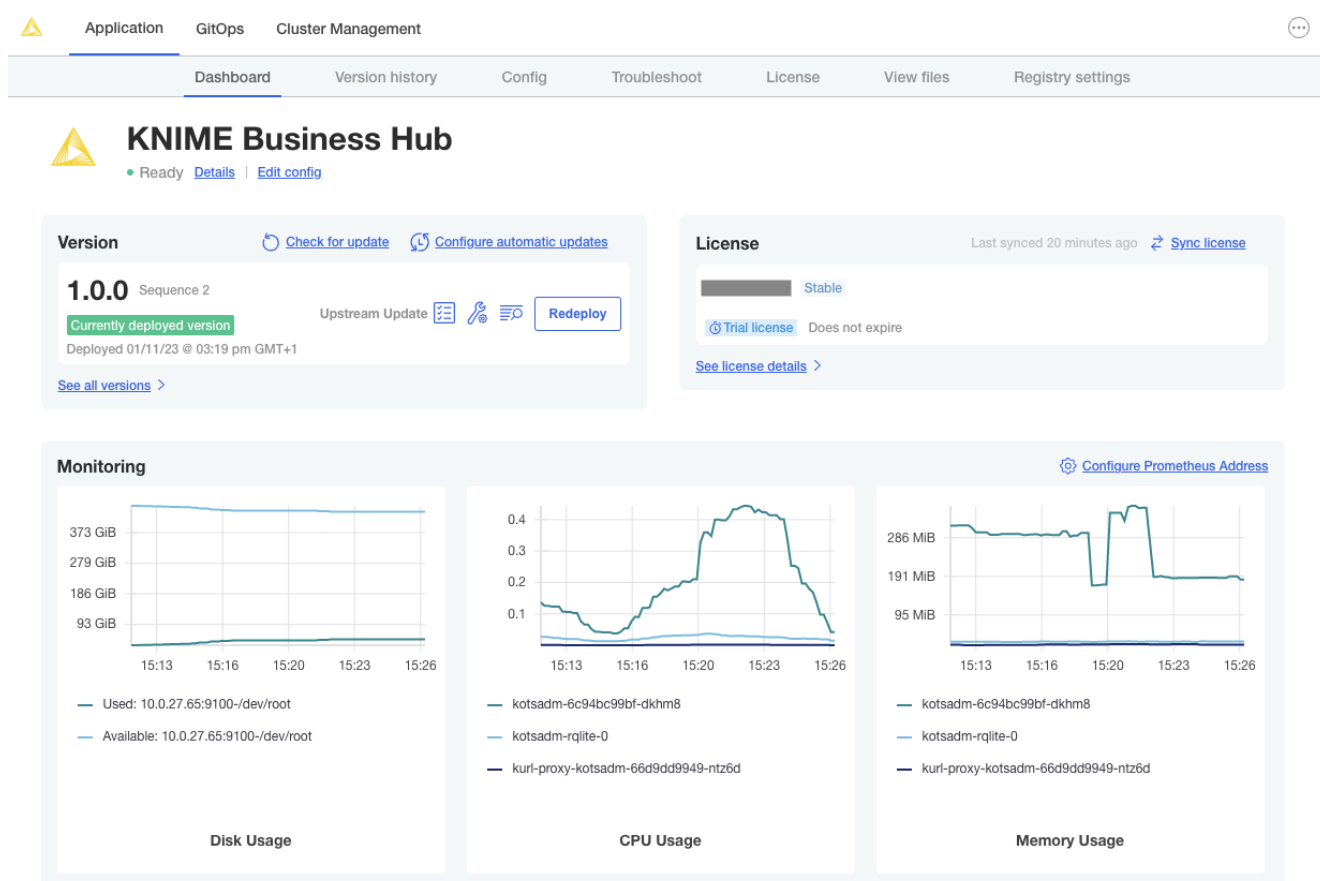 Application GitOps Cluster Management
Dashboard Version history Config Troubleshoot License View files Registry settings
KNIME Business Hub
Ready Details | Edit config
Version Check for update Configure automatic updates
1.0.0 Sequence 2
Upstream Update Redeploy
Currently deployed version
Deployed 01/11/23 @ 03:19 pm GMT+1
See all versions >
License Last synced 20 minutes ago Sync license
Stable
Trial license Does not expire
See license details >
Monitoring Configure Prometheus Address
373 GiB
279 GiB
186 GiB
93 GiB
15:13 15:16 15:20 15:23 15:26
Used: 10.0.27.65:9100-/dev/root
Available: 10.0.27.65:9100-/dev/root
Disk Usage
0.4
0.3
0.2
0.1
15:13 15:16 15:20 15:23 15:26
kotsadm-6c94bc99bf-dkhm8
kotsadm-rqlite-0
kurl-proxy-kotsadm-66d9dd9949-ntz6d
CPU Usage
286 MiB
191 MiB
95 MiB
15:13 15:16 15:20 15:23 15:26
kotsadm-6c94bc99bf-dkhm8
kotsadm-rqlite-0
kurl-proxy-kotsadm-66d9dd9949-ntz6d
Memory Usage